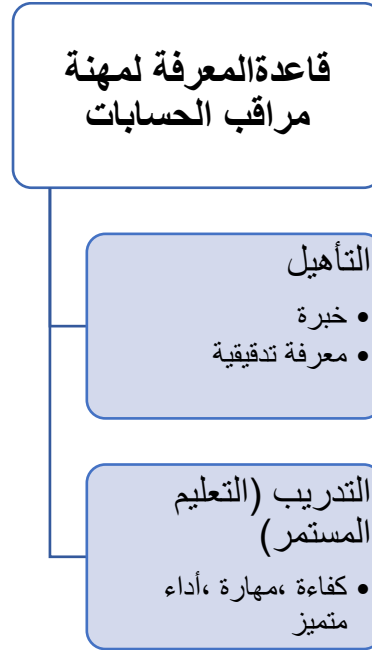 قاعدةالمعرفة لمهنة
مراقب الحسابات
التأهيل
• خبرة
• معرفة تدقيقية
التدريب (التعليم
المستمر)
• كفاءة ،مهارة ،أداء
متميز